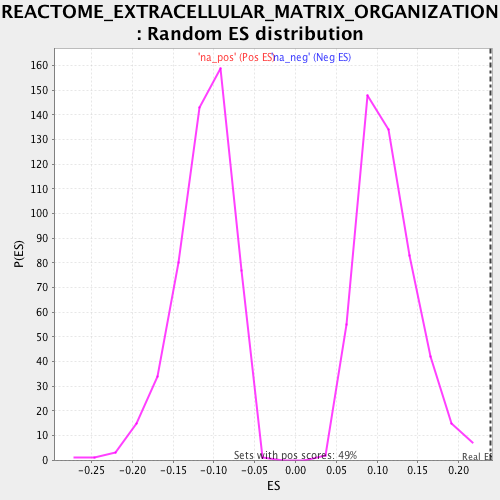 REACTOME_EXTRACELLULAR_MATRIX_ORGANIZATION
: Random ES distribution
'na_pos' (Pos ES) 'na_neg' (Neg ES)
160
150
140
130
120
110
100
90
80
70
60
50
40
30
20
10
0
P(ES)
Sets with pos scores: 49%
Real ES
-0.25 -0.20 -0.15 -0.10 -0.05 0.00 0.05 0.10 0.15 0.20
ES